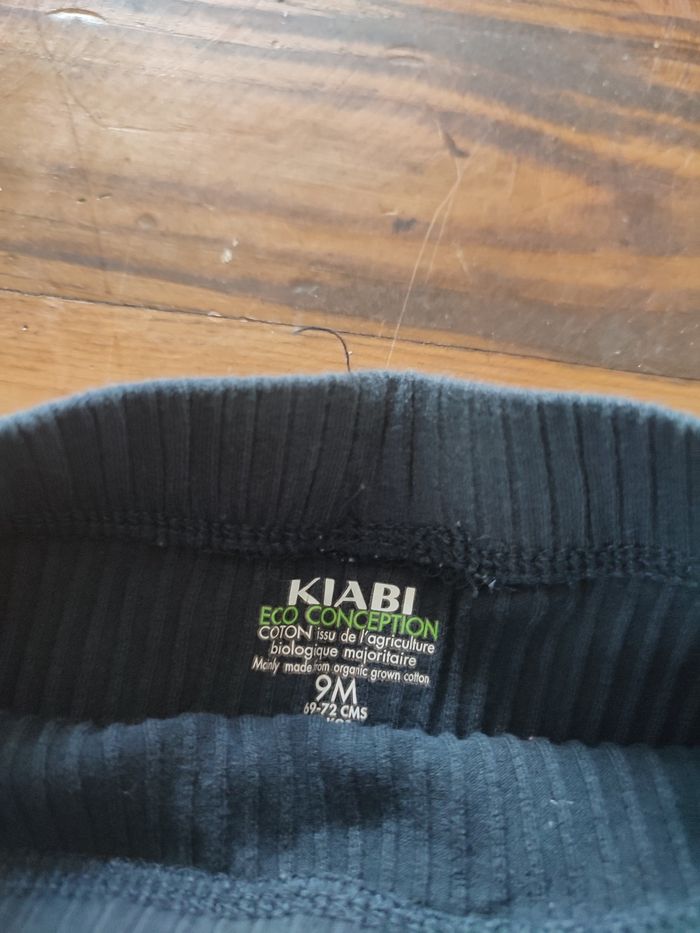 KIABI
ECO CONCEPTION
COTON issu de l'agriculture
biologique majoritaire
Mainly made from organic grown cotton
9M
69-72 CMS